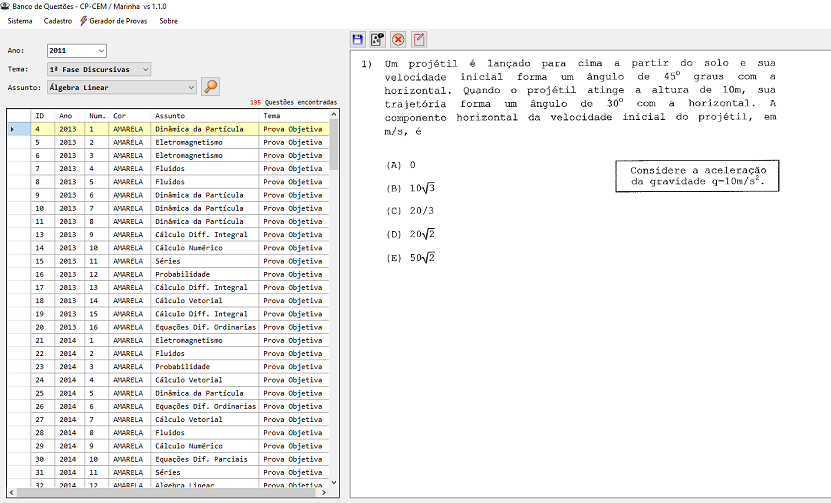 Banco de Questões - CP-CEM / Marinha vs 1.1.0
Sistema Cadastro Gerador de Provas Sobre
Ano: 2011
Tema: 1ª Fase Discursivas
Assunto: Álgebra Linear
195 Questões encontradas
ID Ano Num. Cor Assunto Tema
4 2013 1 AMARELA Dinâmica da Partícula Prova Objetiva
5 2013 2 AMARELA Eletromagnetismo Prova Objetiva
6 2013 3 AMARELA Eletromagnetismo Prova Objetiva
7 2013 4 AMARELA Fluidos Prova Objetiva
8 2013 5 AMARELA Fluidos Prova Objetiva
9 2013 6 AMARELA Dinâmica da Partícula Prova Objetiva
10 2013 7 AMARELA Dinâmica da Partícula Prova Objetiva
11 2013 8 AMARELA Dinâmica da Partícula Prova Objetiva
13 2013 9 AMARELA Cálculo Diff. Integral Prova Objetiva
14 2013 10 AMARELA Cálculo Numérico Prova Objetiva
15 2013 11 AMARELA Séries Prova Objetiva
16 2013 12 AMARELA Probabilidade Prova Objetiva
17 2013 13 AMARELA Cálculo Diff. Integral Prova Objetiva
18 2013 14 AMARELA Cálculo Vetorial Prova Objetiva
19 2013 15 AMARELA Cálculo Diff. Integral Prova Objetiva
20 2013 16 AMARELA Equações Dif. Ordinarias Prova Objetiva
21 2014 1 AMARELA Eletromagnetismo Prova Objetiva
22 2014 2 AMARELA Fluidos Prova Objetiva
23 2014 3 AMARELA Probabilidade Prova Objetiva
24 2014 4 AMARELA Cálculo Vetorial Prova Objetiva
25 2014 5 AMARELA Dinâmica da Partícula Prova Objetiva
26 2014 6 AMARELA Equações Dif. Ordinarias Prova Objetiva
27 2014 7 AMARELA Cálculo Vetorial Prova Objetiva
28 2014 8 AMARELA Fluidos Prova Objetiva
29 2014 9 AMARELA Cálculo Numérico Prova Objetiva
30 2014 10 AMARELA Equações Dif. Parciais Prova Objetiva
31 2014 11 AMARELA Séries Prova Objetiva
32 2014 12 AMARELA Álgebra Linear Prova Objetiva
1) Um projétil é lançado para cima a partir do solo e sua
velocidade inicial forma um ângulo de 45° graus com a
horizontal. Quando o projétil atinge a altura de 10m, sua
trajetória forma um ângulo de 30° com a horizontal. A
componente horizontal da velocidade inicial do projétil, em
m/s, é
(A) 0
(B) 10√3
(C) 20/3
(D) 20√2
(E) 50√2
Considere a aceleração
da gravidade g=10m/s².